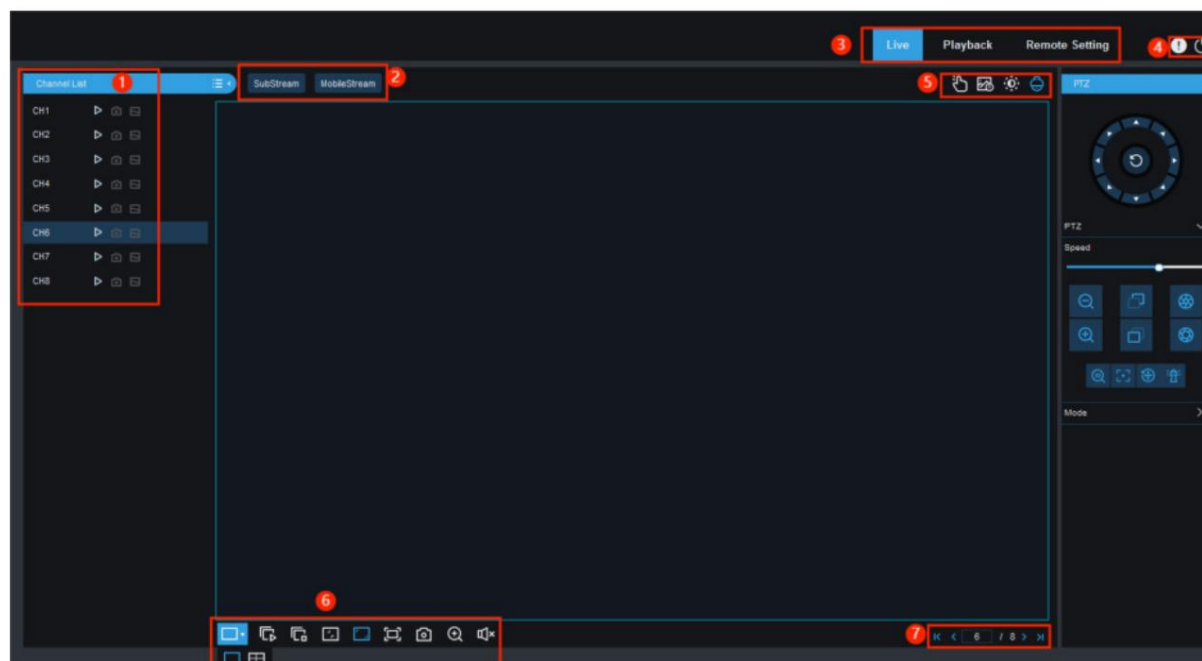 3 Live Playback Remote Setting 4
Channel List 1
SubStream MobileStream 2
5
PTZ
CH1
CH2
CH3
CH4
CH5
CH6
CH7
CH8
PTZ
Speed
Mode
6
7 6 / 8